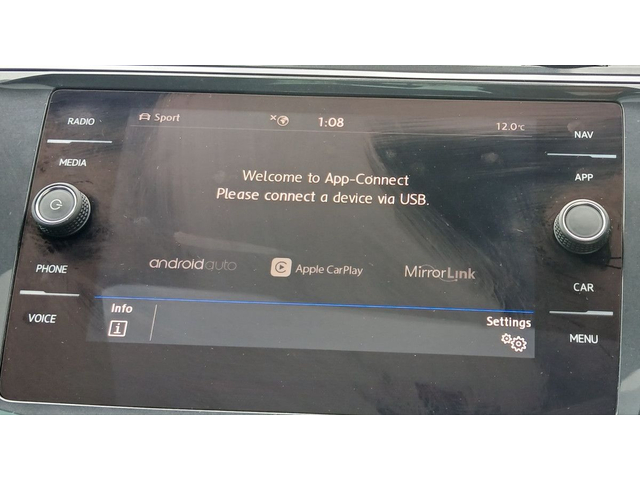 RADIO
MEDIA
PHONE
VOICE
Sport
1:08
12.0°C
Welcome to App-Connect
Please connect a device via USB.
androidauto
Apple CarPlay
MirrorLink
Info
Settings
NAV
APP
CAR
MENU